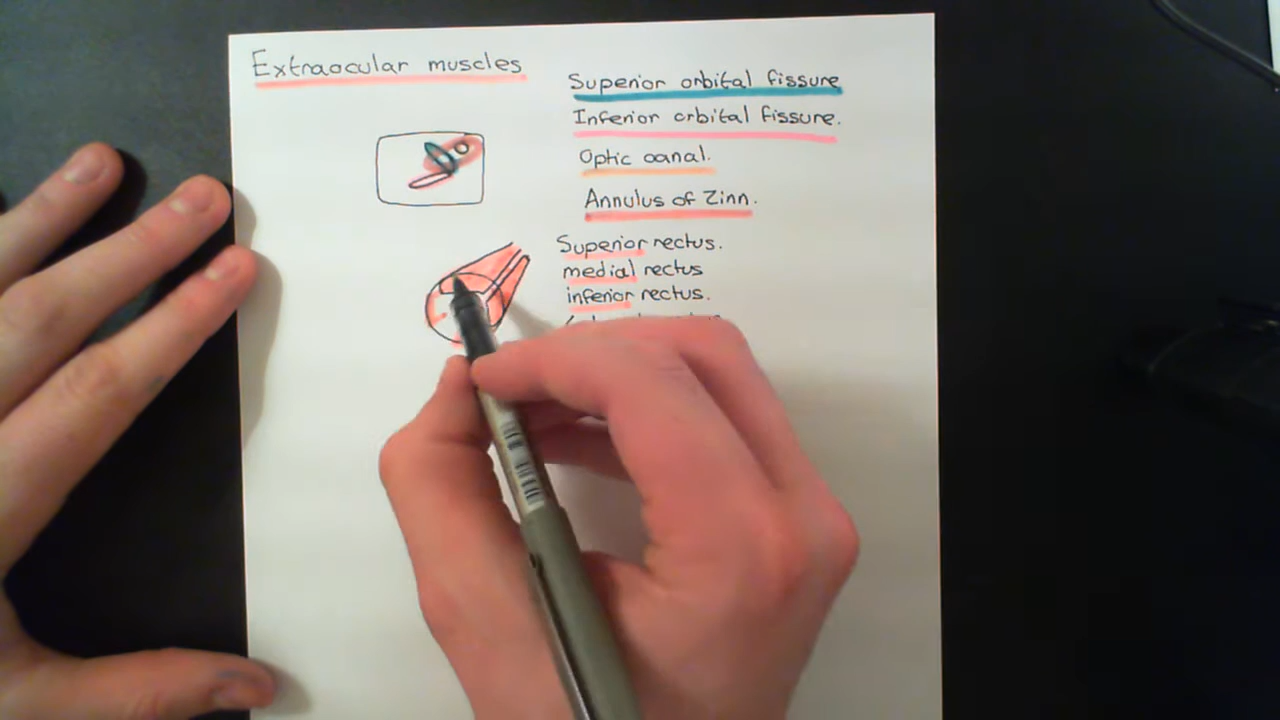 Extraocular muscles
Superior orbital fissure
Inferior orbital fissure.
Optic canal.
Annulus of Zinn.
Superior rectus.
medial rectus
inferior rectus.